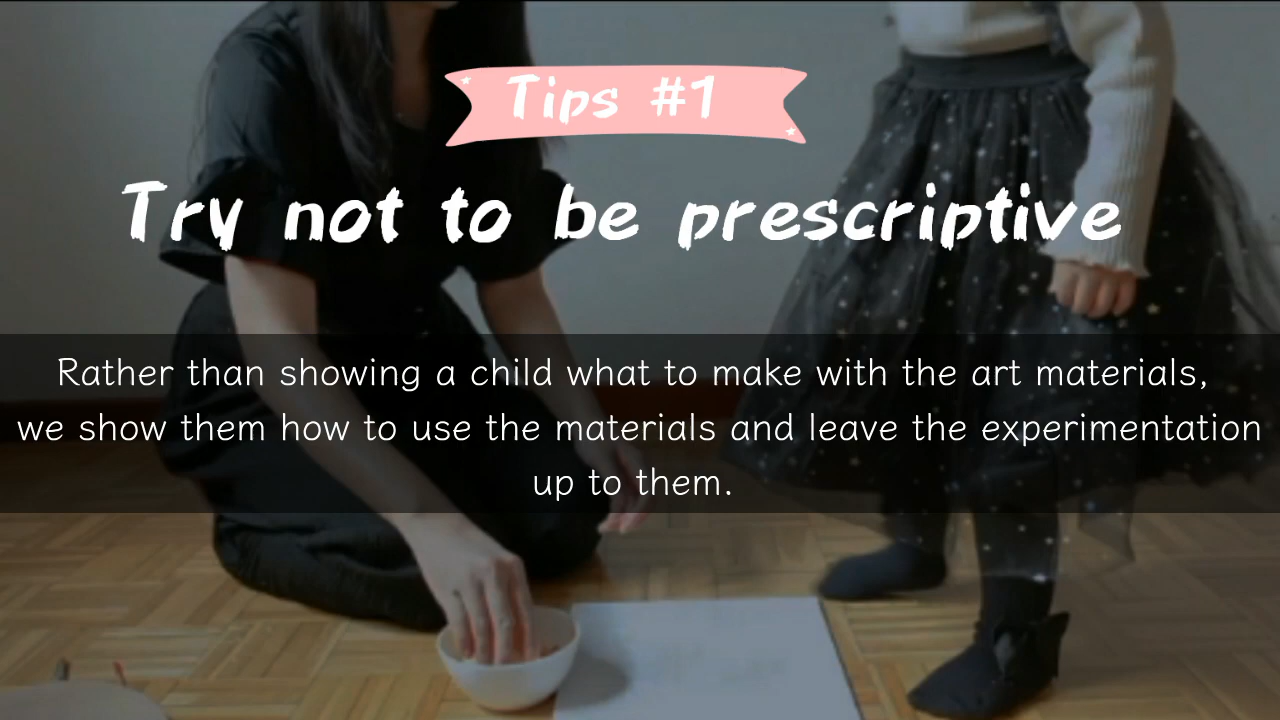 Tips #1
Try not to be prescriptive
Rather than showing a child what to make with the art materials,
we show them how to use the materials and leave the experimentation
up to them.